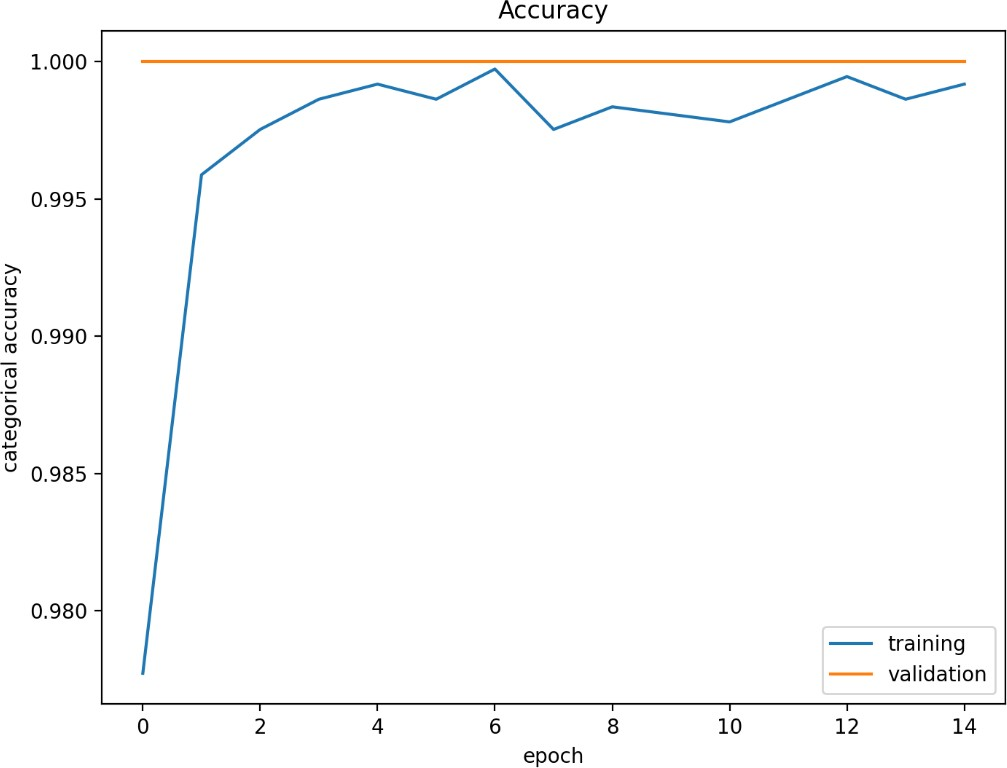 Accuracy
1.000
0.995
0.990
0.985
0.980
categorical accuracy
0 2 4 6 8 10 12 14
epoch
training
validation